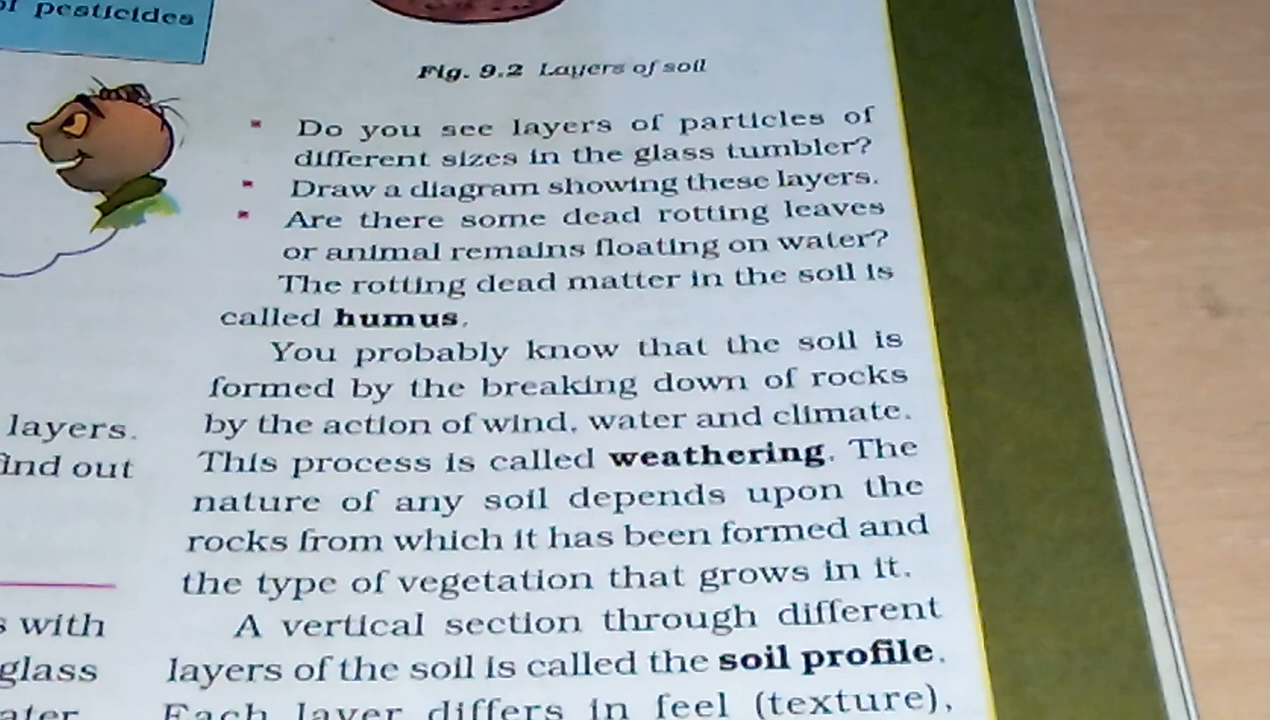 of pesticides
layers.
find out
s with
glass
ater
Fig. 9.2 Layers of soil
Do you see layers of particles of
different sizes in the glass tumbler?
Draw a diagram showing these layers.
Are there some dead rotting leaves
or animal remains floating on water?
The rotting dead matter in the soil is
called humus.
You probably know that the soil is
formed by the breaking down of rocks
by the action of wind, water and climate.
This process is called weathering. The
nature of any soil depends upon the
rocks from which it has been formed and
the type of vegetation that grows in it.
A vertical section through different
layers of the soil is called the soil profile.
Each layer differs in feel (texture),